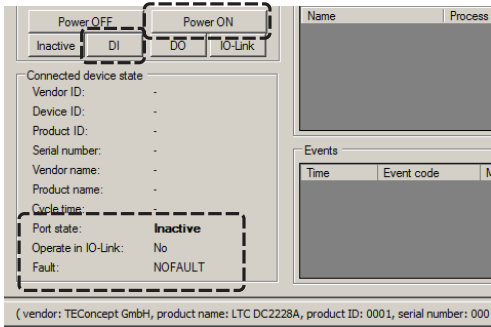 Power OFF Power ON
Inactive DI DO IO-Link
Connected device state
Vendor ID: -
Device ID: -
Product ID: -
Serial number: -
Vendor name: -
Product name: -
Cycle time: -
Port state: Inactive
Operate in IO-Link: No
Fault: NOFAULT
Name Process
Events
Time Event code
( vendor: TEConcept GmbH, product name: LTC DC2228A, product ID: 0001, serial number: 000